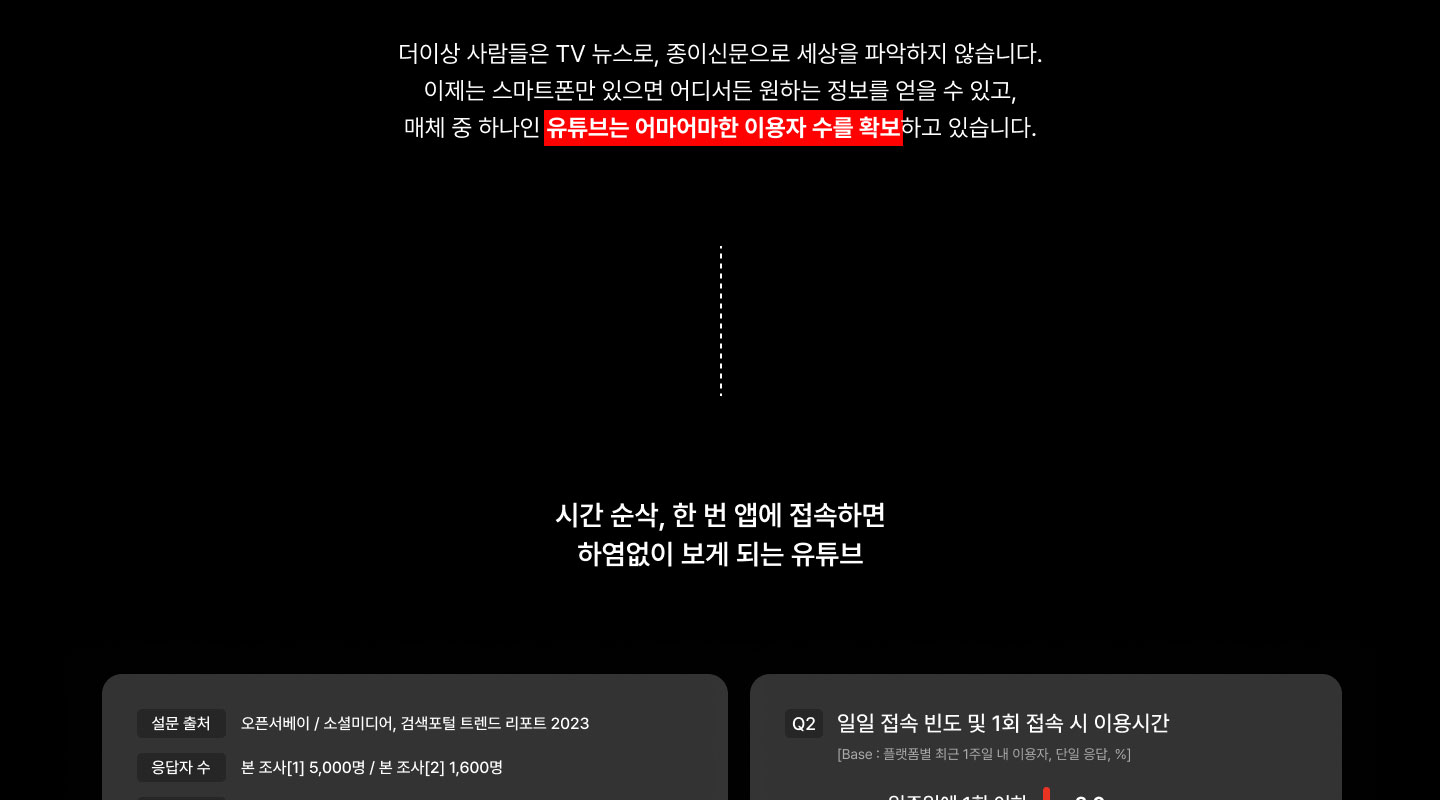 더이상 사람들은 TV 뉴스로, 종이신문으로 세상을 파악하지 않습니다.
이제는 스마트폰만 있으면 어디서든 원하는 정보를 얻을 수 있고,
매체 중 하나인 유튜브는 어마어마한 이용자 수를 확보하고 있습니다.
시간 순삭, 한 번 앱에 접속하면
하염없이 보게 되는 유튜브
설문 출처 오픈서베이 / 소셜미디어, 검색포털 트렌드 리포트 2023
응답자 수 본 조사[1] 5,000명 / 본 조사[2] 1,600명
Q2 일일 접속 빈도 및 1회 접속 시 이용시간
[Base : 플랫폼별 최근 1주일 내 이용자, 단일 응답, %]